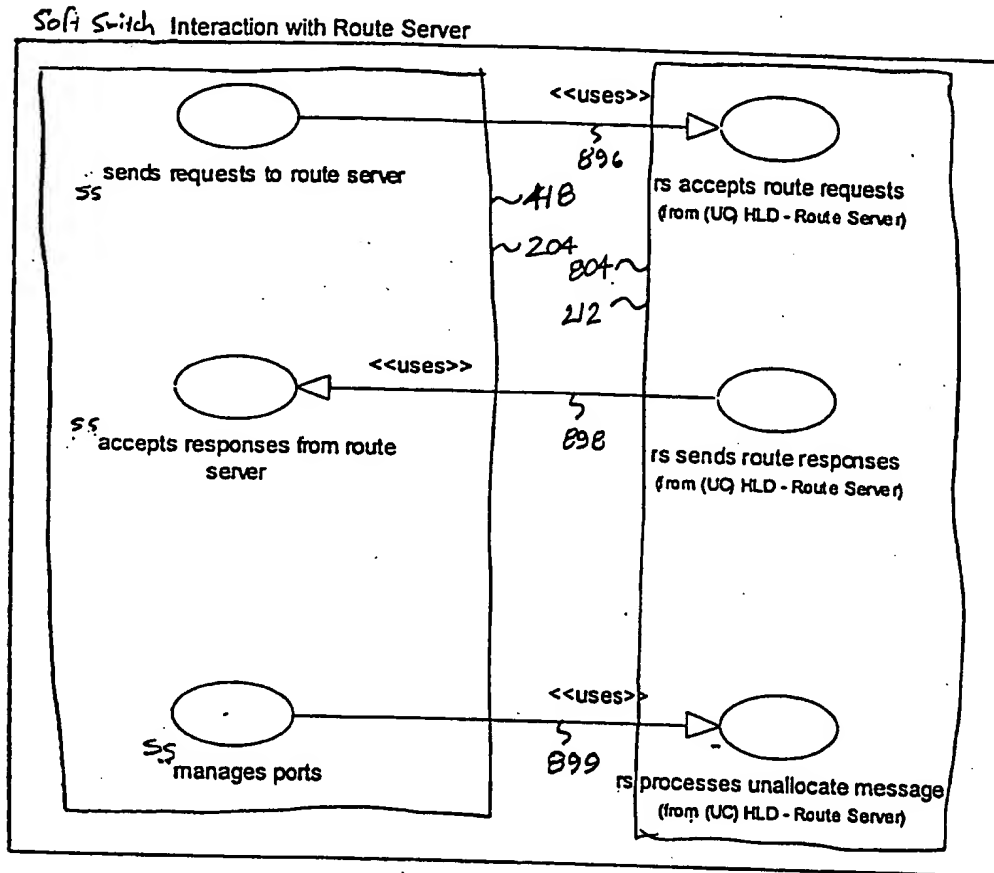 Soft Switch Interaction with Route Server
<<uses>>
896
ss sends requests to route server
rs accepts route requests
(from (UC) HLD - Route Server)
418
204
804
212
<<uses>>
898
ss accepts responses from route
server
rs sends route responses
(from (UC) HLD - Route Server)
<<uses>>
899
ss manages ports
rs processes unallocate message
(from (UC) HLD - Route Server)